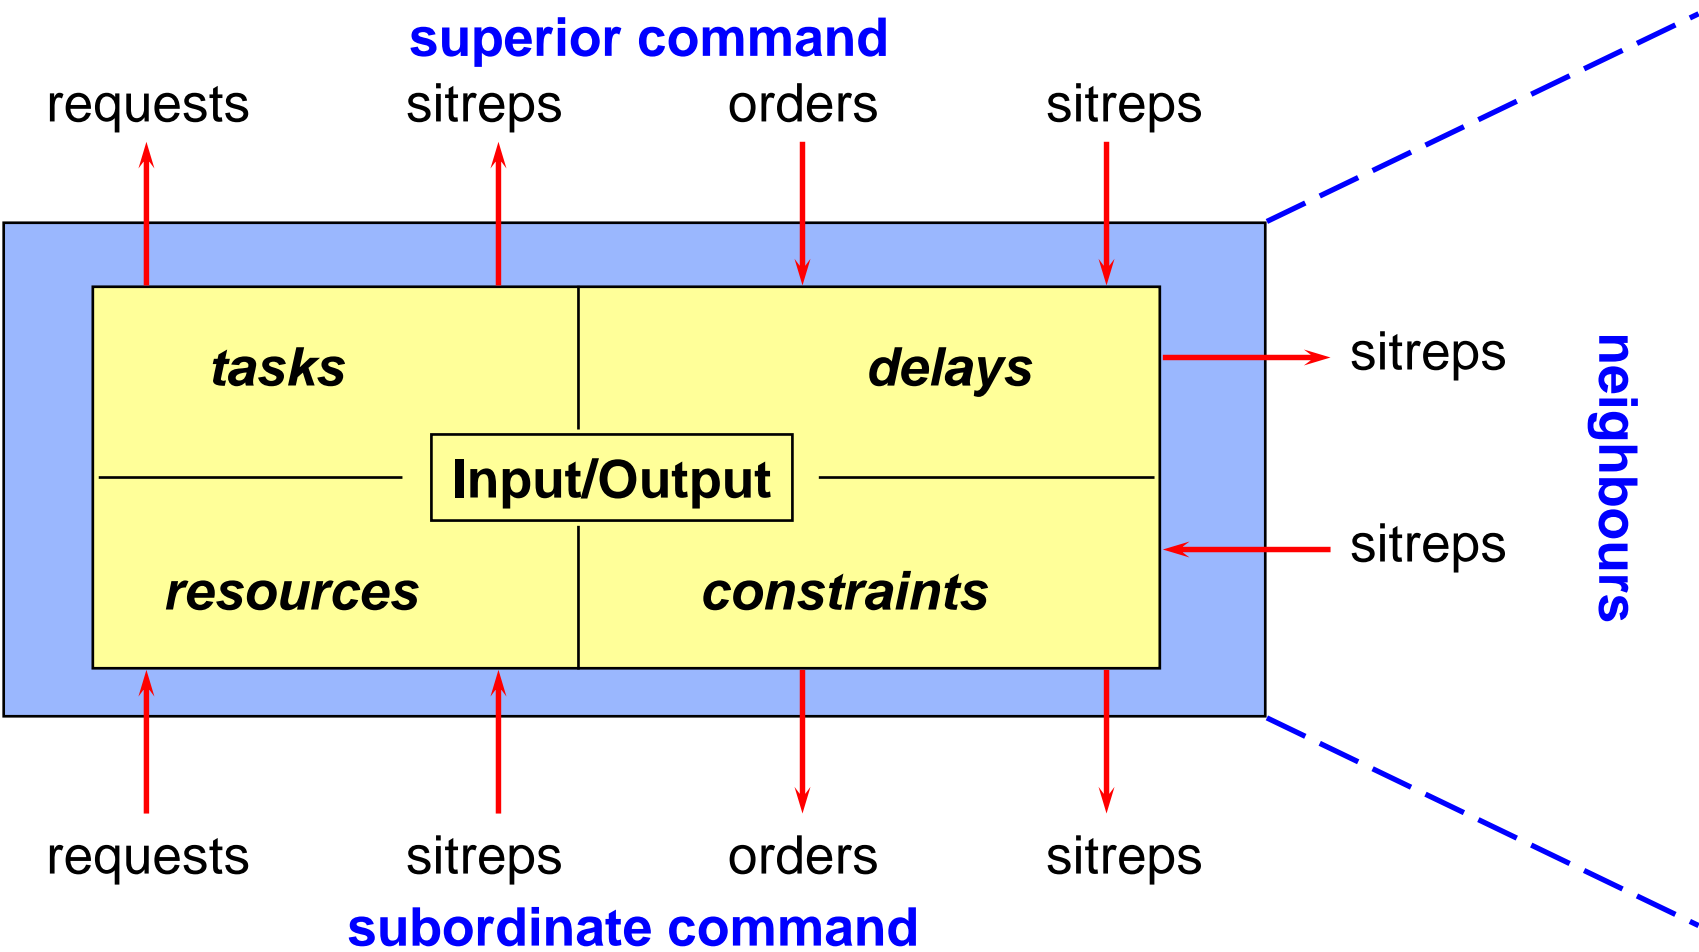 superior command
requests sitreps orders sitreps
tasks delays
sitreps
Input/Output
neighbours
sitreps
resources constraints
requests sitreps orders sitreps
subordinate command